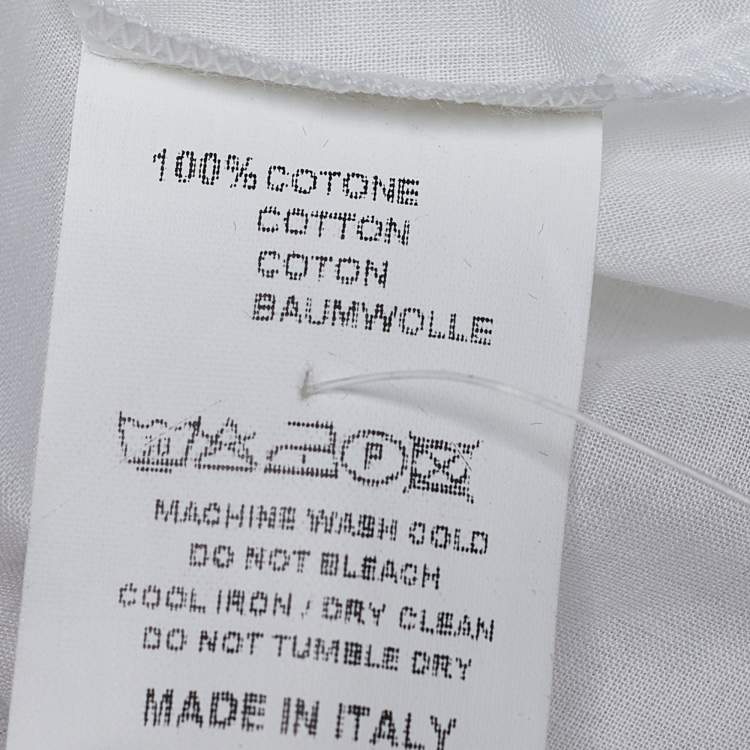 100% COTONE
COTTON
COTON
BAUMWOLLE
P
MACHINE WASH COLD
DO NOT BLEACH
COOL IRON / DRY CLEAN
DO NOT TUMBLE DRY
MADE IN ITALY